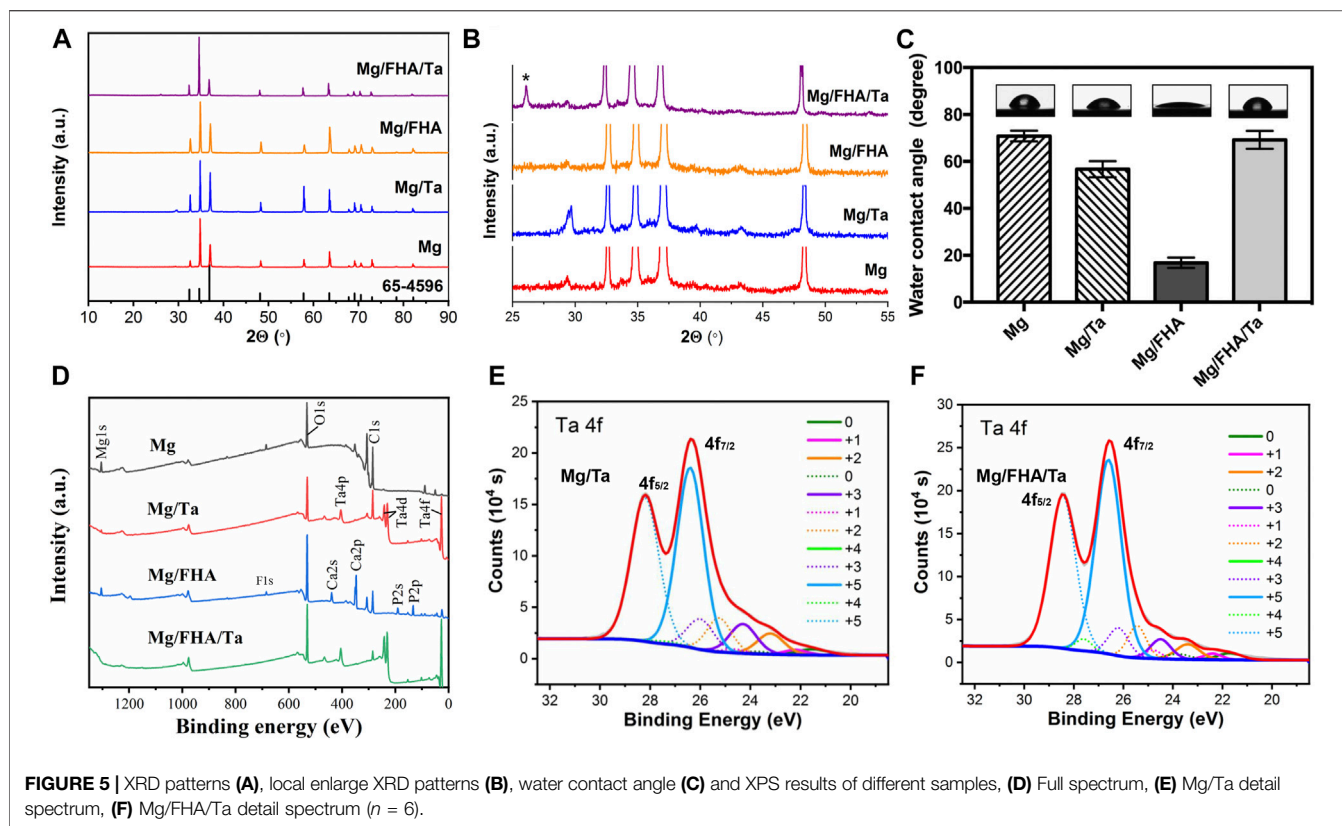 A
Mg/FHA/Ta
Mg/FHA
Mg/Ta
Mg
65-4596
Intensity (a.u.)
10 20 30 40 50 60 70 80 90
2Θ (°)
B
*
Mg/FHA/Ta
Mg/FHA
Mg/Ta
Mg
Intensity (a.u.)
25 30 35 40 45 50 55
2Θ (°)
C
Water contact angle (degree)
100
80
60
40
20
0
Mg
Mg/Ta
Mg/FHA
Mg/FHA/Ta
D
Mg1s
Mg
O1s
C1s
Mg/Ta
Ta4p
Ta4d
Ta4f
Mg/FHA
F1s
Ca2s
Ca2p
P2s
P2p
Mg/FHA/Ta
Intensity (a.u.)
1200 1000 800 600 400 200 0
Binding energy (eV)
E
Ta 4f
Mg/Ta
4f5/2
4f7/2
0
+1
+2
0
+3
+1
+2
+4
+3
+5
+4
+5
Counts (10⁴ s)
25
20
15
10
5
0
32 30 28 26 24 22 20
Binding Energy (eV)
F
Ta 4f
Mg/FHA/Ta
4f5/2
4f7/2
0
+1
+2
0
+3
+1
+2
+4
+3
+5
+4
+5
Counts (10⁴ s)
30
25
20
15
10
5
0
32 30 28 26 24 22 20
Binding Energy (eV)
FIGURE 5 | XRD patterns (A), local enlarge XRD patterns (B), water contact angle (C) and XPS results of different samples, (D) Full spectrum, (E) Mg/Ta detail
spectrum, (F) Mg/FHA/Ta detail spectrum (n = 6).